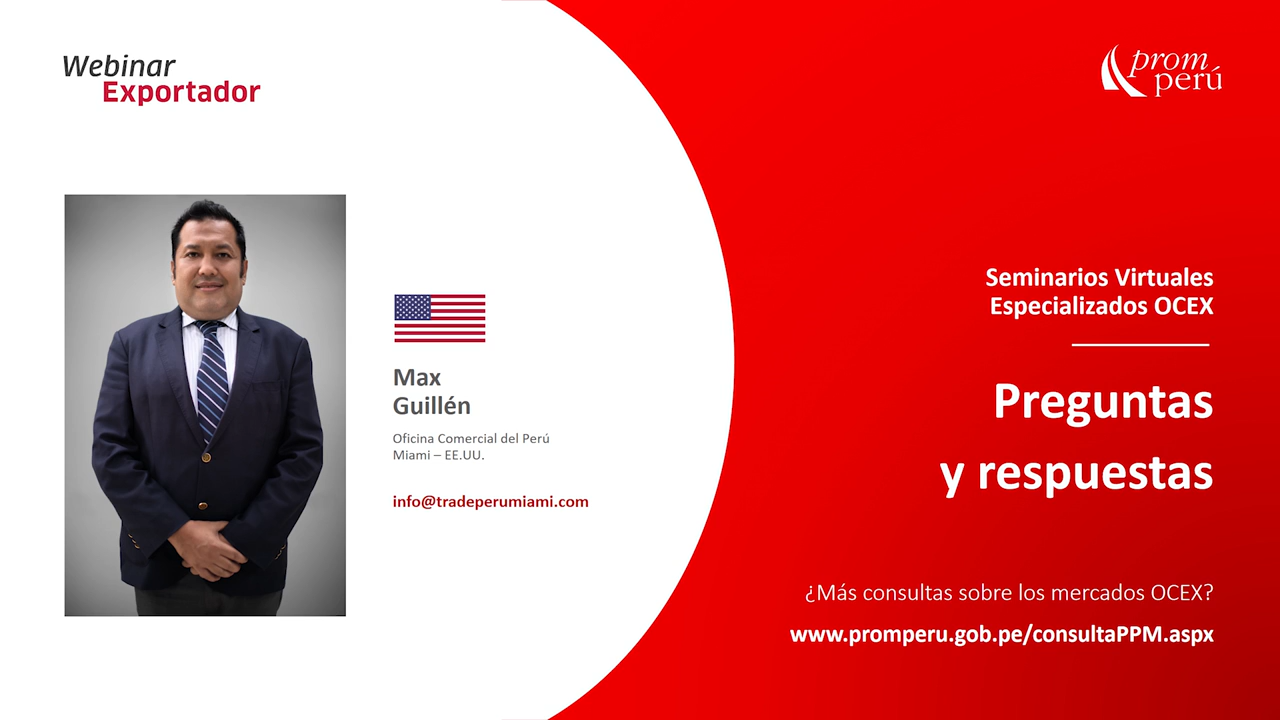 Webinar
Exportador
prom
perú
Max
Guillén
Oficina Comercial del Perú
Miami – EE.UU.
info@tradeperumiami.com
Seminarios Virtuales
Especializados OCEX
Preguntas
y respuestas
¿Más consultas sobre los mercados OCEX?
www.promperu.gob.pe/consultaPPM.aspx